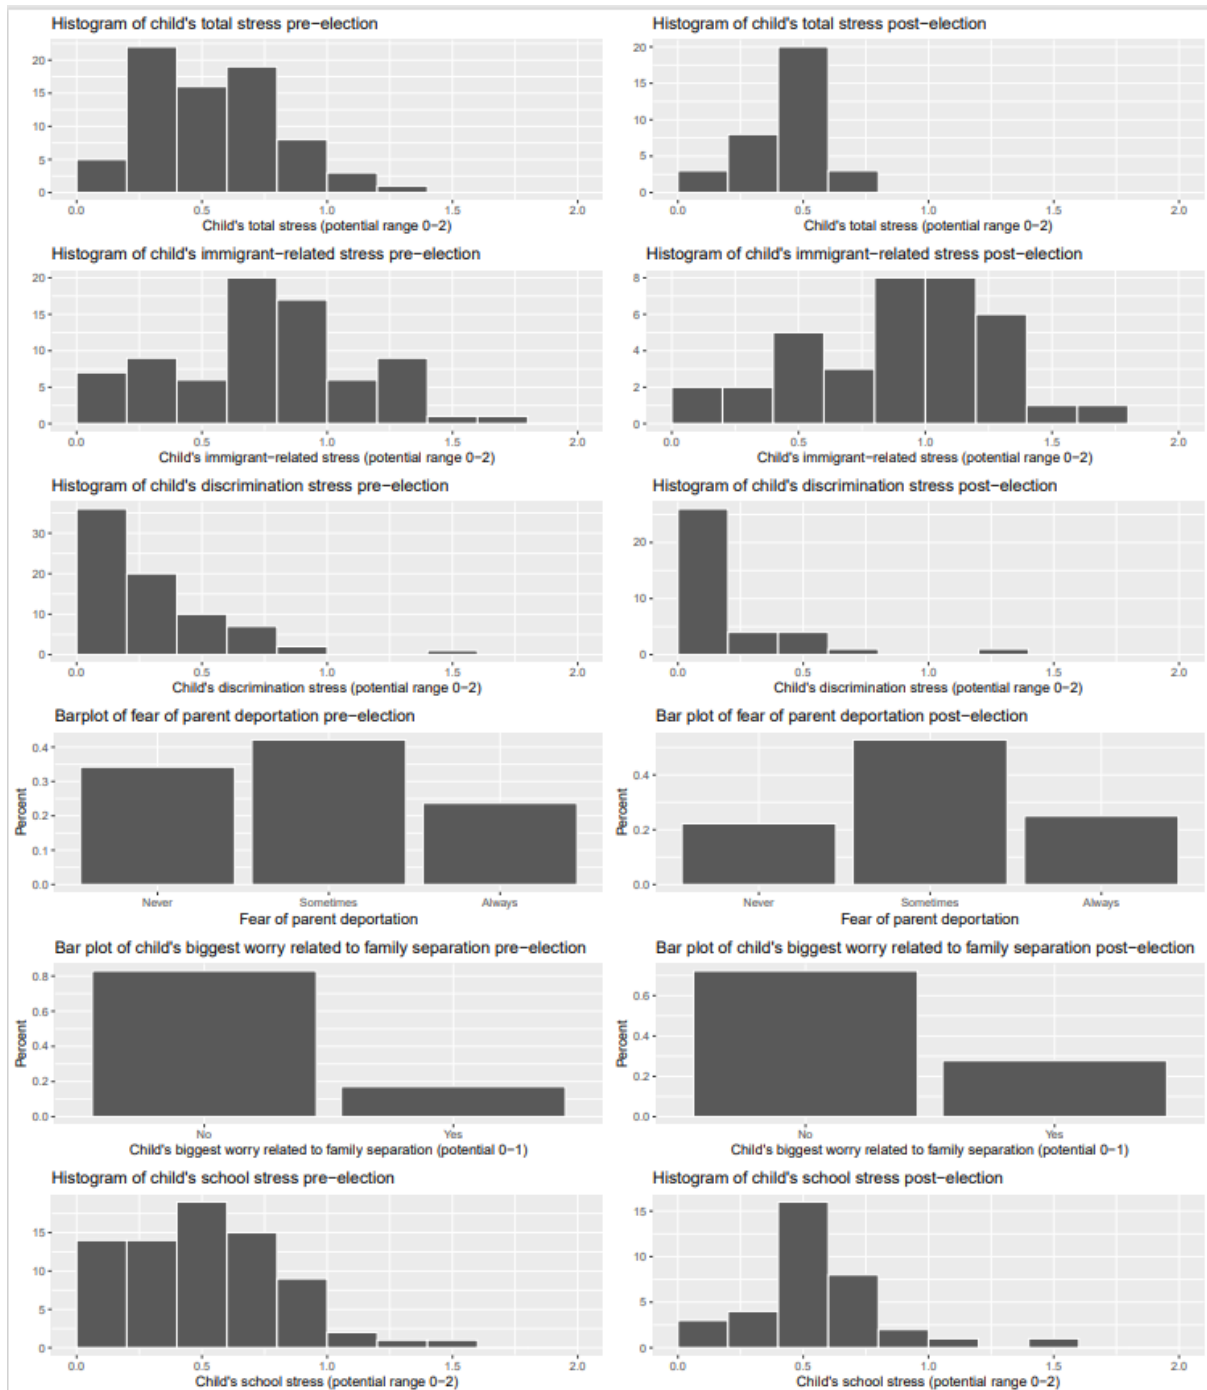 Histogram of child's total stress pre−election
20
15
10
5
0
0.0 0.5 1.0 1.5 2.0
Child's total stress (potential range 0−2)
Histogram of child's total stress post−election
20
15
10
5
0
0.0 0.5 1.0 1.5 2.0
Child's total stress (potential range 0−2)
Histogram of child's immigrant−related stress pre−election
20
15
10
5
0
0.0 0.5 1.0 1.5 2.0
Child's immigrant−related stress (potential range 0−2)
Histogram of child's immigrant−related stress post−election
8
6
4
2
0
0.0 0.5 1.0 1.5 2.0
Child's immigrant−related stress (potential range 0−2)
Histogram of child's discrimination stress pre−election
30
20
10
0
0.0 0.5 1.0 1.5 2.0
Child's discrimination stress (potential range 0−2)
Histogram of child's discrimination stress post−election
20
10
0
0.0 0.5 1.0 1.5 2.0
Child's discrimination stress (potential range 0−2)
Barplot of fear of parent deportation pre−election
Percent
0.4
0.3
0.2
0.1
0.0
Never Sometimes Always
Fear of parent deportation
Bar plot of fear of parent deportation post−election
Percent
0.4
0.2
0.0
Never Sometimes Always
Fear of parent deportation
Bar plot of child's biggest worry related to family separation pre−election
Percent
0.8
0.6
0.4
0.2
0.0
No Yes
Child's biggest worry related to family separation (potential 0−1)
Bar plot of child's biggest worry related to family separation post−election
Percent
0.6
0.4
0.2
0.0
No Yes
Child's biggest worry related to family separation (potential 0−1)
Histogram of child's school stress pre−election
15
10
5
0
0.0 0.5 1.0 1.5 2.0
Child's school stress (potential range 0−2)
Histogram of child's school stress post−election
15
10
5
0
0.0 0.5 1.0 1.5 2.0
Child's school stress (potential range 0−2)